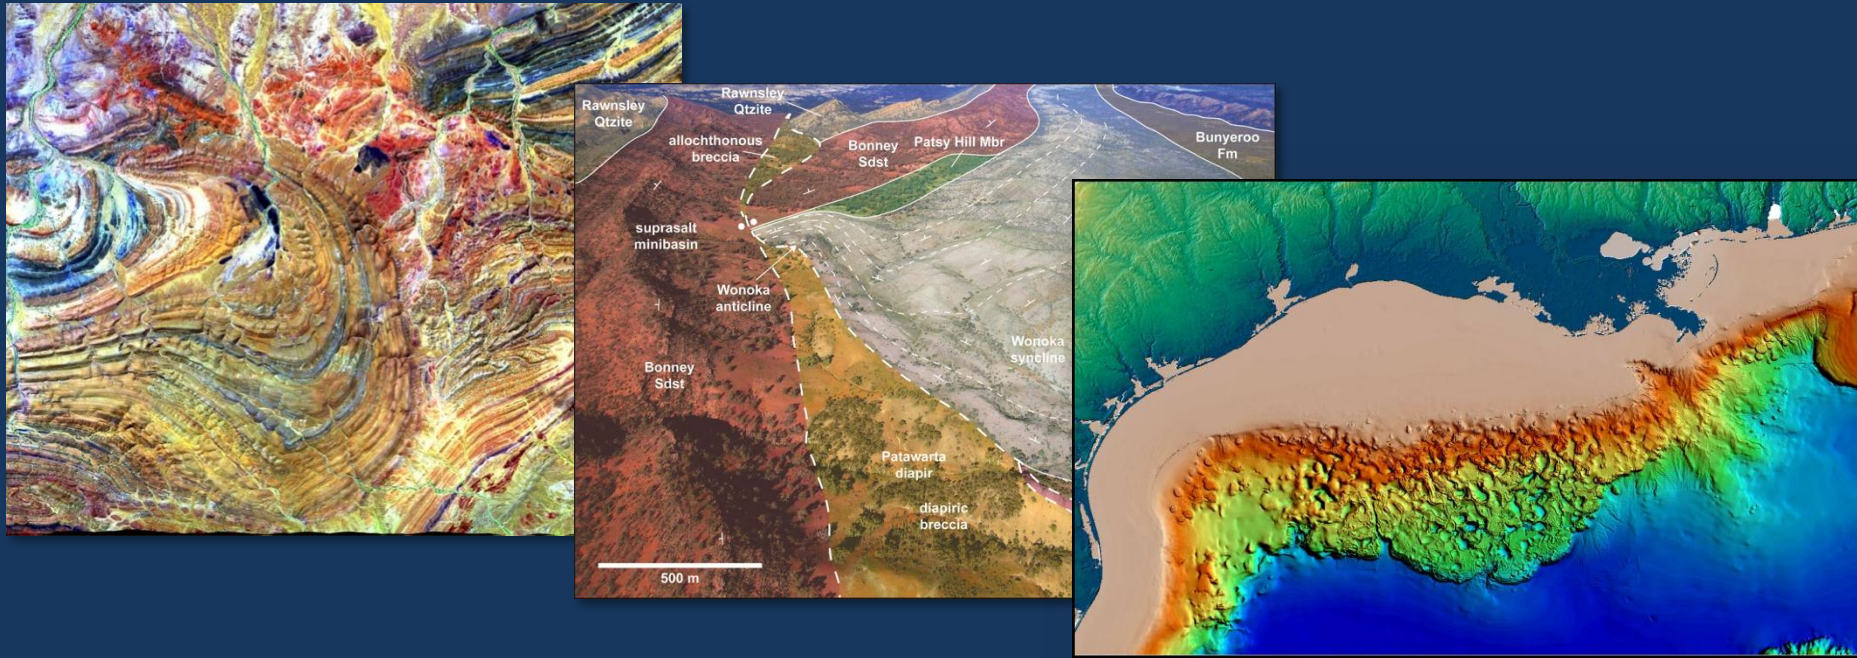 Rawnsley
Qtzite
Rawnsley
Qtzite
allochthonous
breccia
Bonney
Sdst
Patsy Hill Mbr
Bunyeroo
Fm
suprasalt
minibasin
Wonoka
anticline
Wonoka
syncline
Bonney
Sdst
Patawarta
diapir
diapiric
breccia
500 m